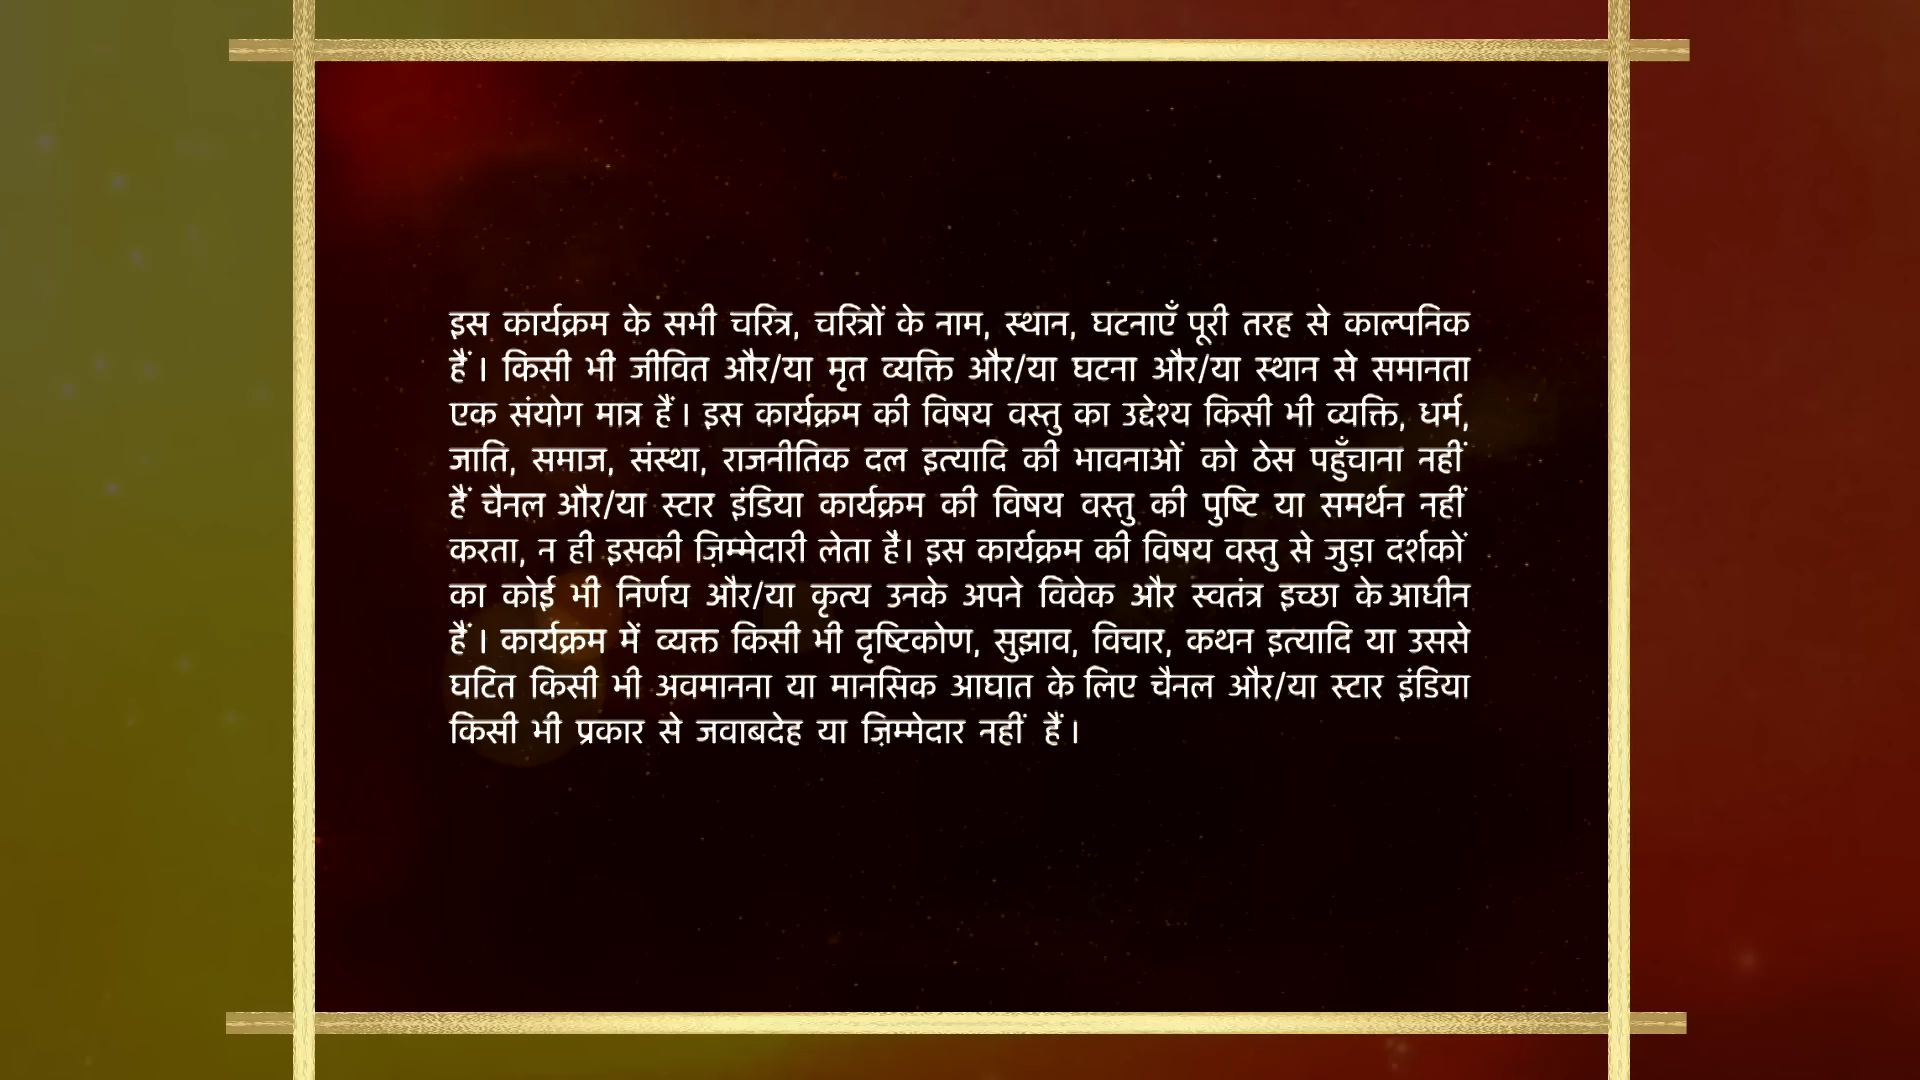 इस कार्यक्रम के सभी चरित्र, चरित्रों के नाम, स्थान, घटनाएँ पूरी तरह से काल्पनिक
हैं । किसी भी जीवित और/या मृत व्यक्ति और/या घटना और/या स्थान से समानता
एक संयोग मात्र हैं । इस कार्यक्रम की विषय वस्तु का उद्देश्य किसी भी व्यक्ति, धर्म,
जाति, समाज, संस्था, राजनीतिक दल इत्यादि की भावनाओं को ठेस पहुँचाना नहीं
हैं चैनल और/या स्टार इंडिया कार्यक्रम की विषय वस्तु की पुष्टि या समर्थन नहीं
करता, न ही इसकी ज़िम्मेदारी लेता है। इस कार्यक्रम की विषय वस्तु से जुड़ा दर्शकों
का कोई भी निर्णय और/या कृत्य उनके अपने विवेक और स्वतंत्र इच्छा के आधीन
हैं । कार्यक्रम में व्यक्त किसी भी दृष्टिकोण, सुझाव, विचार, कथन इत्यादि या उससे
घटित किसी भी अवमानना या मानसिक आघात के लिए चैनल और/या स्टार इंडिया
किसी भी प्रकार से जवाबदेह या ज़िम्मेदार नहीं हैं ।